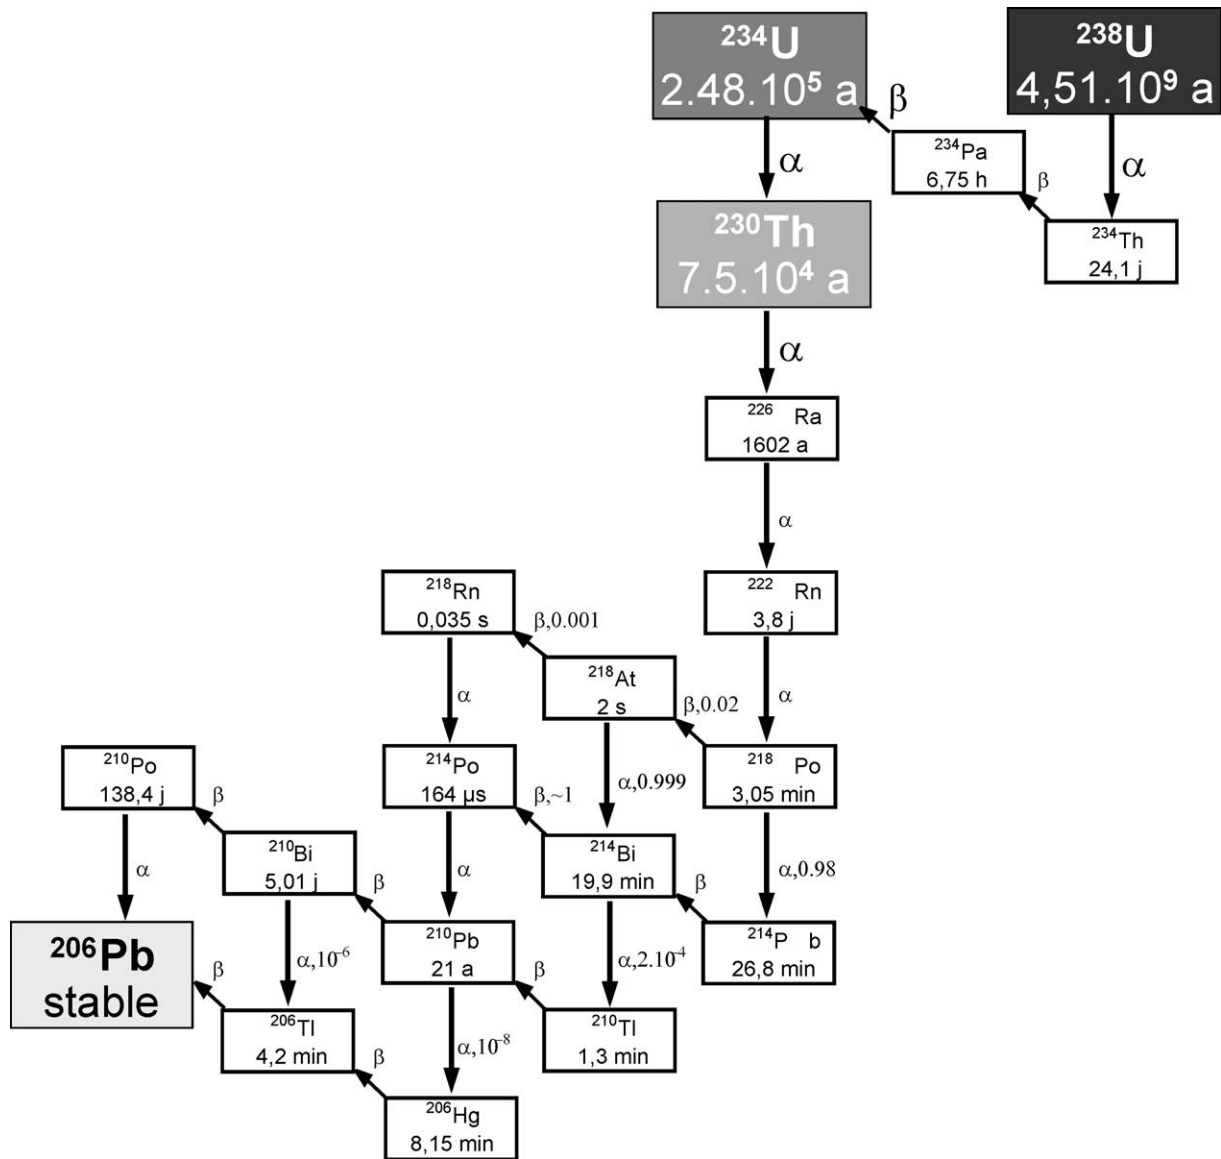 ²³⁴U
2.48.10⁵ a
²³⁸U
4,51.10⁹ a
β
²³⁴Pa
6,75 h
α
α
β
²³⁰Th
7.5.10⁴ a
²³⁴Th
24,1 j
α
²²⁶ Ra
1602 a
α
²¹⁸Rn
0,035 s
²²² Rn
3,8 j
β,0.001
²¹⁸At
2 s
α
β,0.02
α
²¹⁰Po
138,4 j
²¹⁴Po
164 µs
²¹⁸ Po
3,05 min
β
β,~1
α,0.999
²¹⁰Bi
5,01 j
²¹⁴Bi
19,9 min
α
β
α
β
α,0.98
²⁰⁶Pb
stable
²¹⁰Pb
21 a
²¹⁴P b
26,8 min
β
α,10⁻⁶
β
α,2.10⁻⁴
²⁰⁶Tl
4,2 min
²¹⁰Tl
1,3 min
β
α,10⁻⁸
²⁰⁶Hg
8,15 min